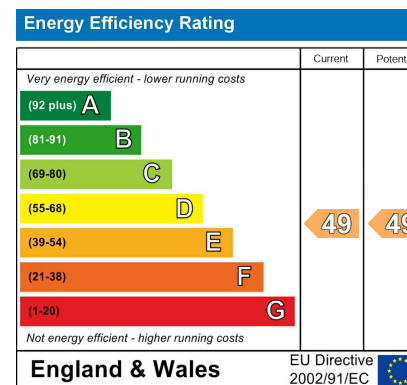 Energy Efficiency Rating
Current
Very energy efficient - lower running costs
(92 plus) A
(81-91) B
(69-80) C
(55-68) D
49
(39-54) E
(21-38) F
(1-20) G
Not energy efficient - higher running costs
England & Wales
EU Directive
2002/91/EC